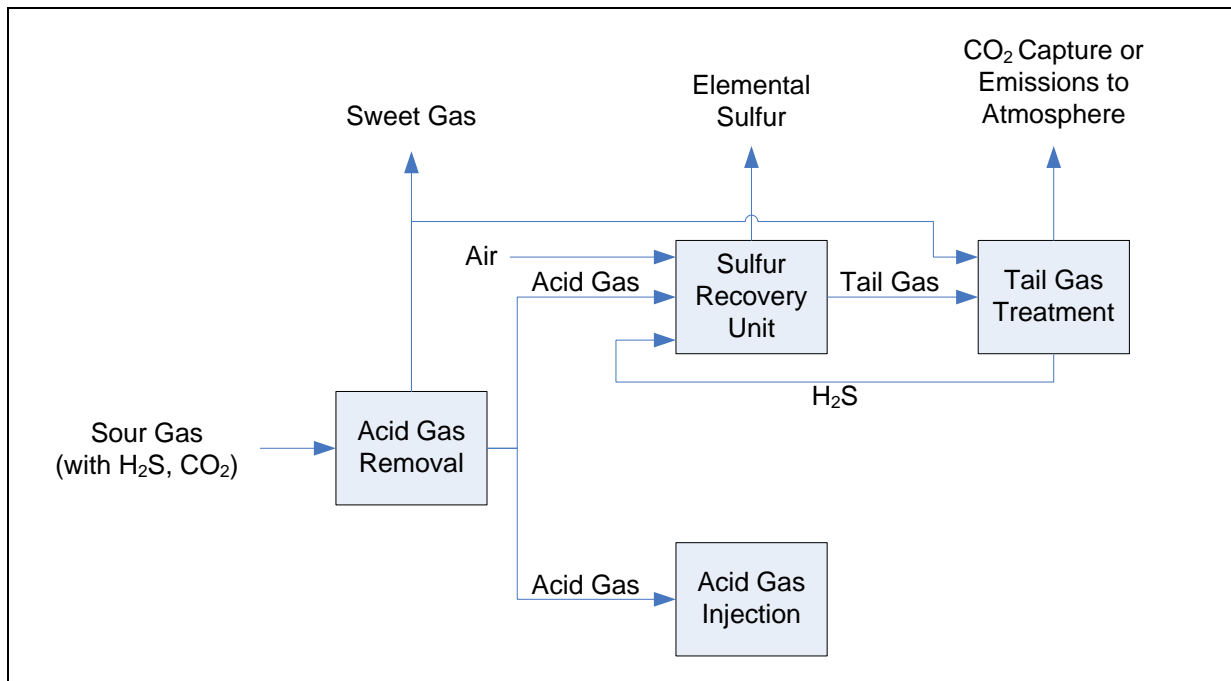 CO₂ Capture or
Emissions to
Atmosphere
Elemental
Sulfur
Sweet Gas
Air
Acid Gas
Sulfur
Recovery
Unit
Tail Gas
Tail Gas
Treatment
H₂S
Sour Gas
(with H₂S, CO₂)
Acid Gas
Removal
Acid Gas
Acid Gas
Injection